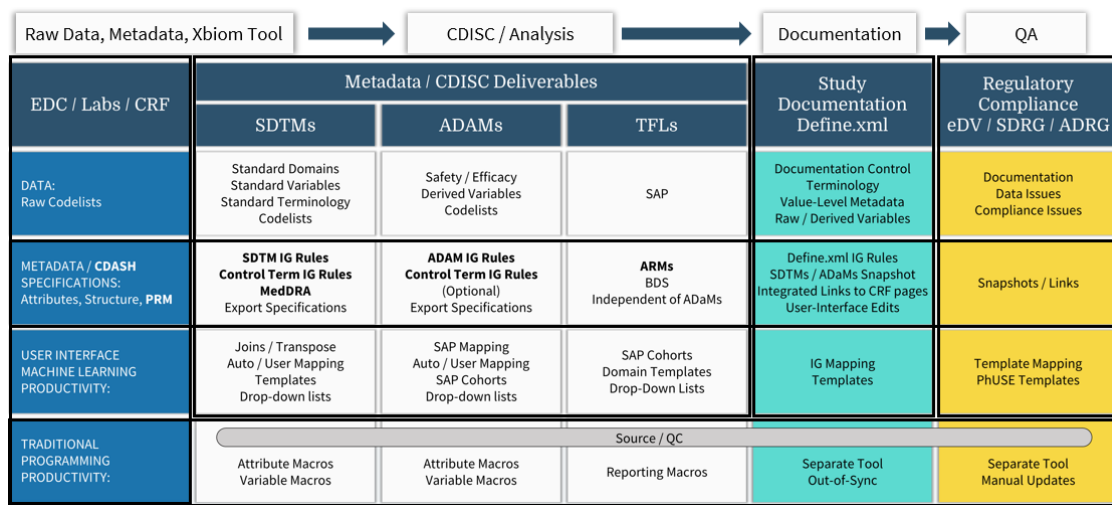 Raw Data, Metadata, Xbiom Tool
CDISC / Analysis
Documentation
QA
EDC / Labs / CRF
Metadata / CDISC Deliverables
SDTMs
ADAMs
TFLs
Study
Documentation
Define.xml
Regulatory
Compliance
eDV / SDRG / ADRG
DATA:
Raw Codelists
Standard Domains
Standard Variables
Standard Terminology
Codelists
Safety / Efficacy
Derived Variables
Codelists
SAP
Documentation Control
Terminology
Value-Level Metadata
Raw / Derived Variables
Documentation
Data Issues
Compliance Issues
METADATA / CDASH
SPECIFICATIONS:
Attributes, Structure, PRM
SDTM IG Rules
Control Term IG Rules
MedDRA
Export Specifications
ADAM IG Rules
Control Term IG Rules
(Optional)
Export Specifications
ARMs
BDS
Independent of ADaMs
Define.xml IG Rules
SDTMs / ADaMs Snapshot
Integrated Links to CRF pages
User-Interface Edits
Snapshots / Links
USER INTERFACE
MACHINE LEARNING
PRODUCTIVITY:
Joins / Transpose
Auto / User Mapping
Templates
Drop-down lists
SAP Mapping
Auto / User Mapping
SAP Cohorts
Drop-down lists
SAP Cohorts
Domain Templates
Drop-Down Lists
IG Mapping
Templates
Template Mapping
PhUSE Templates
TRADITIONAL
PROGRAMMING
PRODUCTIVITY:
Source / QC
Attribute Macros
Variable Macros
Attribute Macros
Variable Macros
Reporting Macros
Separate Tool
Out-of-Sync
Separate Tool
Manual Updates